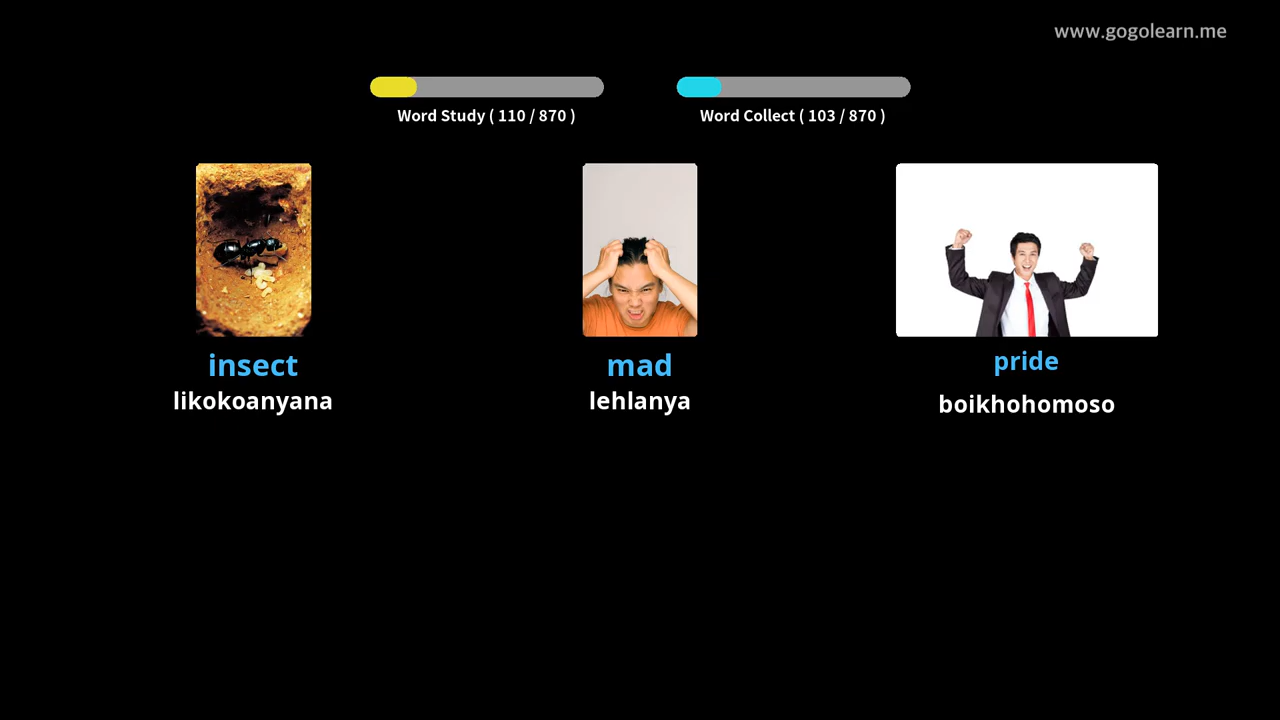 www.gogolearn.me
Word Study ( 110 / 870 )
Word Collect ( 103 / 870 )
insect
likokoanyana
mad
lehlanya
pride
boikhohomoso